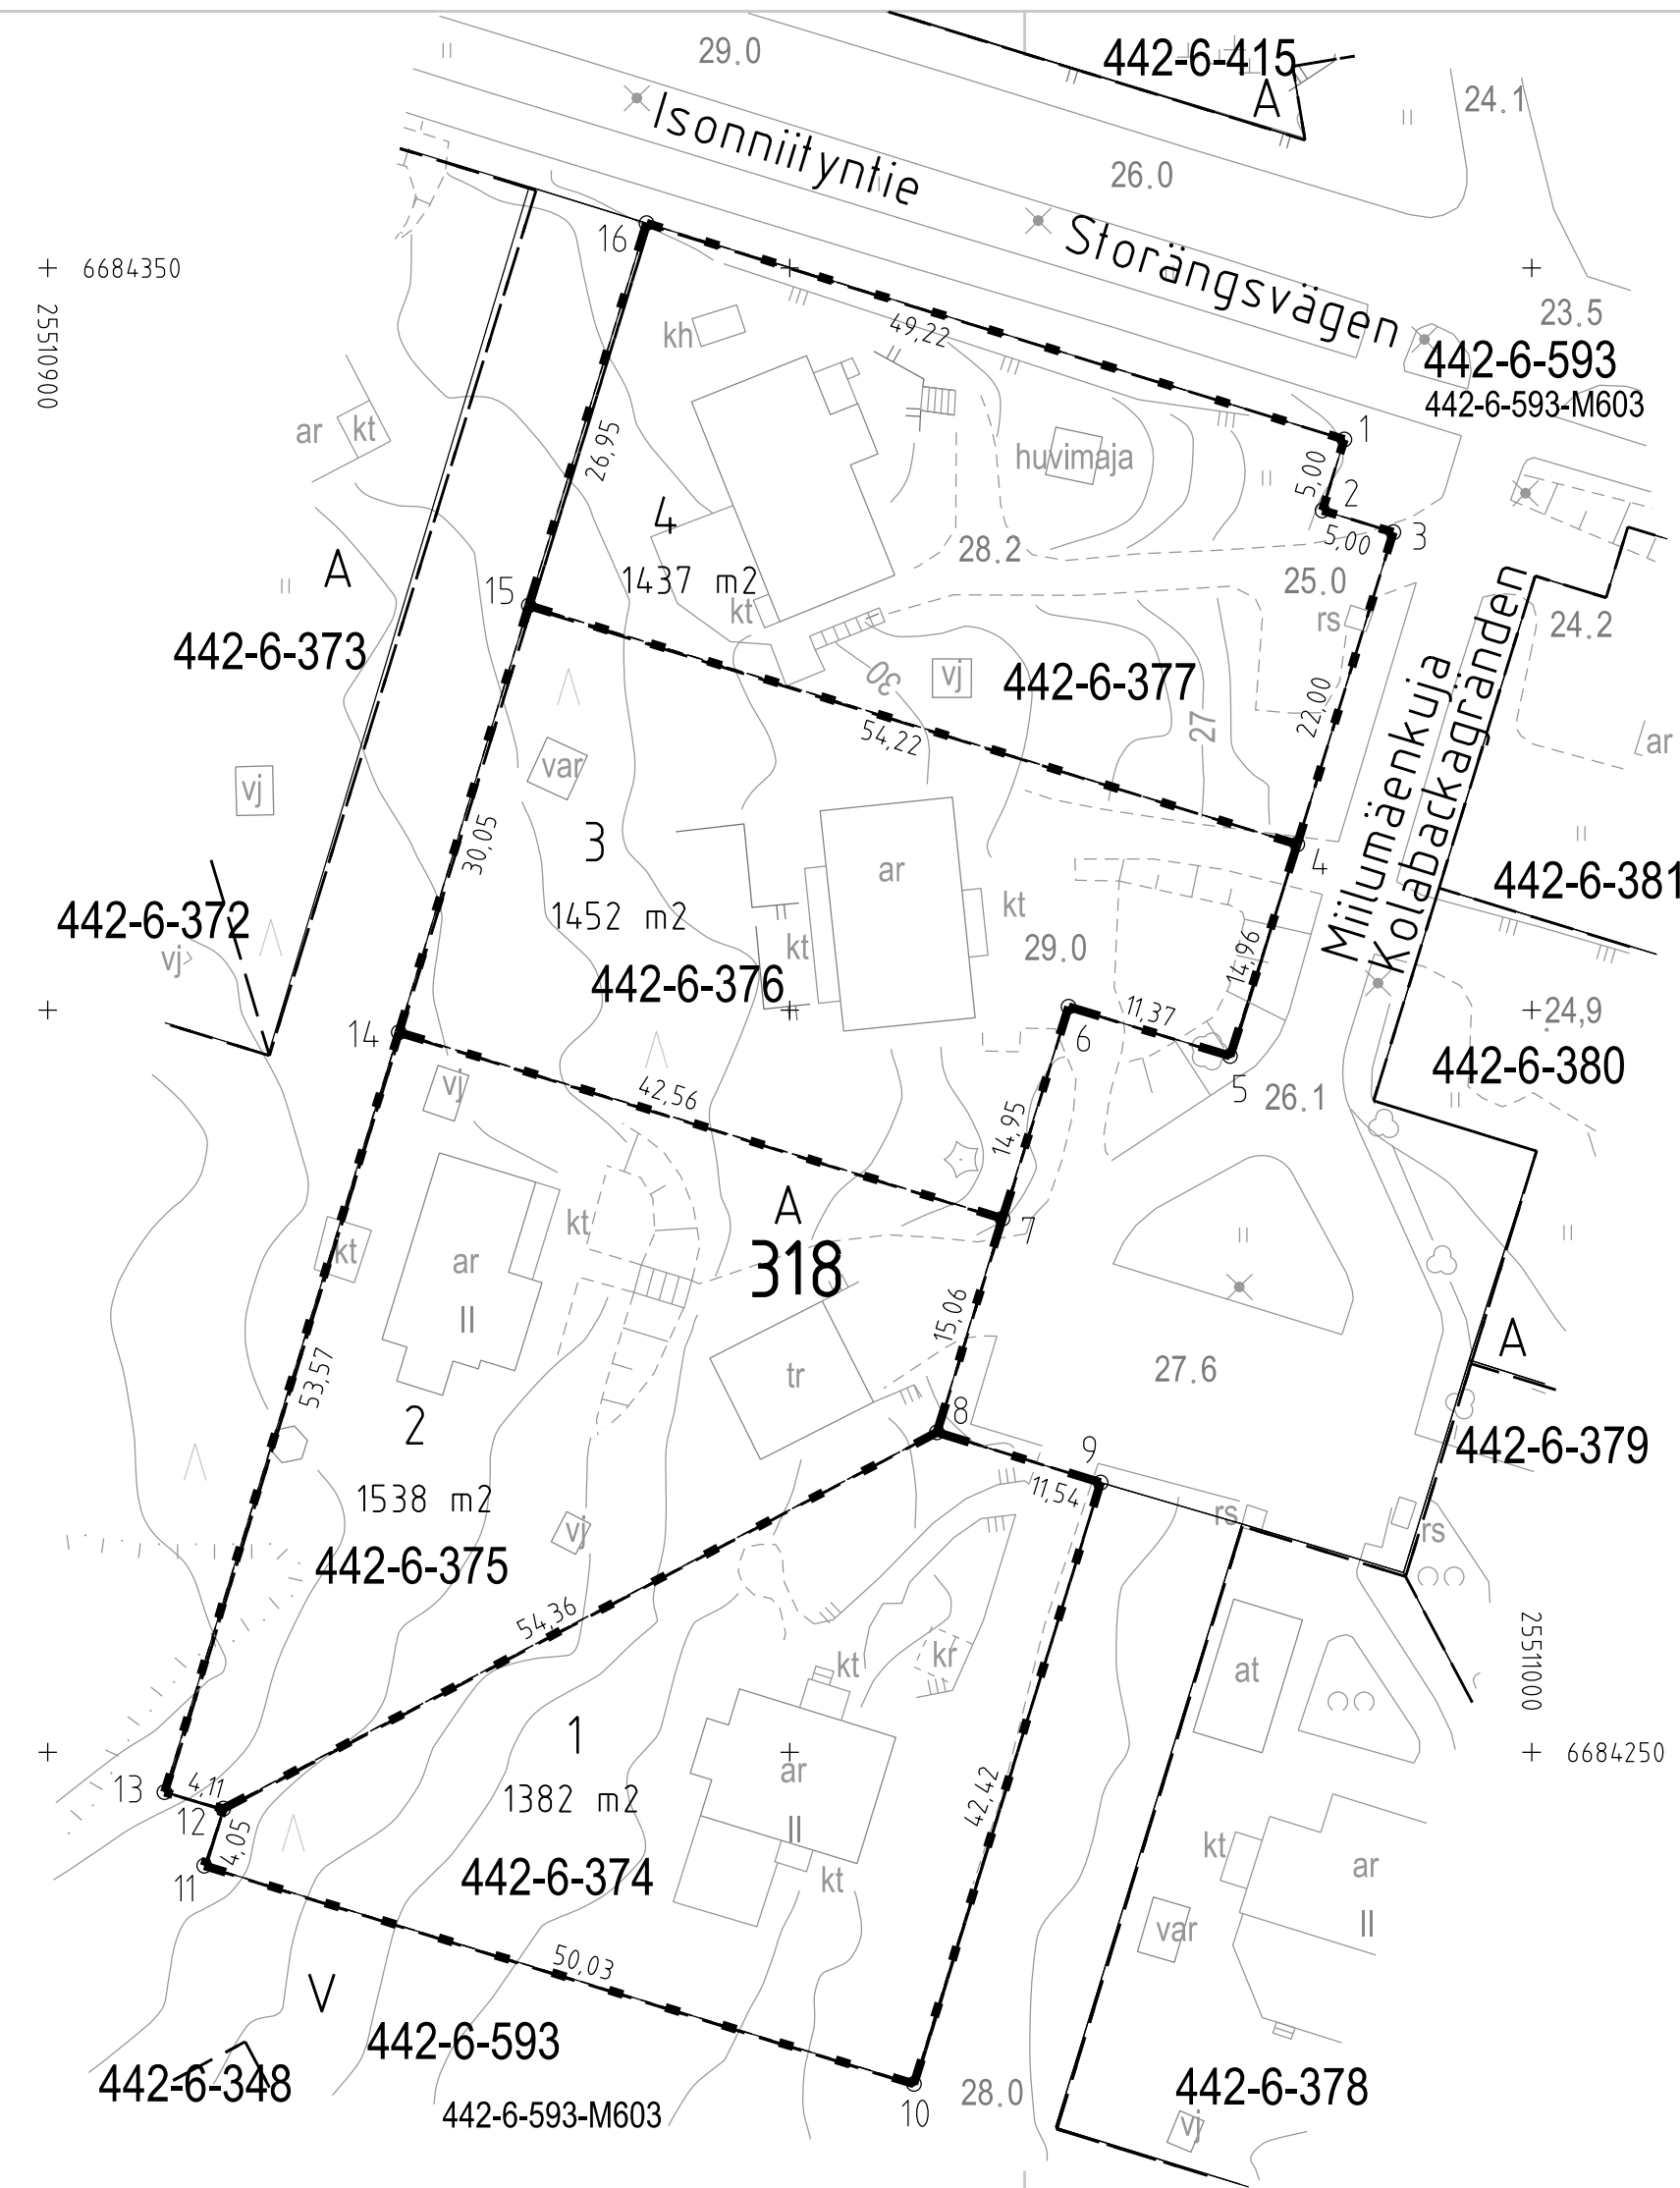 29.0
442-6-415
A
24.1
Isonniityntie
26.0
Storängsvägen
16
6684350
25510900
23.5
kh
49,22
442-6-593
442-6-593-M603
ar
kt
26,95
huvimaja
1
5,00
2
4
5,00
3
28.2
A
15
1437 m2
25.0
kt
rs
24.2
442-6-373
30
vj
442-6-377
Miilumäenkuja
Kolabackagränden
54,22
27
22,00
ar
vj
var
30,05
3
ar
4
442-6-381
1452 m2
kt
442-6-372
vj
kt
29.0
14,96
442-6-376
14
11,37
24,9
6
442-6-380
vj
42,56
5
26.1
14,95
A
kt
7
kt
ar
318
II
15,06
A
tr
27.6
53,57
2
8
9
442-6-379
1538 m2
11,54
vj
rs
rs
442-6-375
54,36
25511000
kt
kr
at
1
13
4,11
ar
6684250
12
1382 m2
42,42
4,05
II
kt
11
442-6-374
kt
ar
var
II
50,03
V
442-6-593
442-6-348
28.0
442-6-378
10
442-6-593-M603
vj